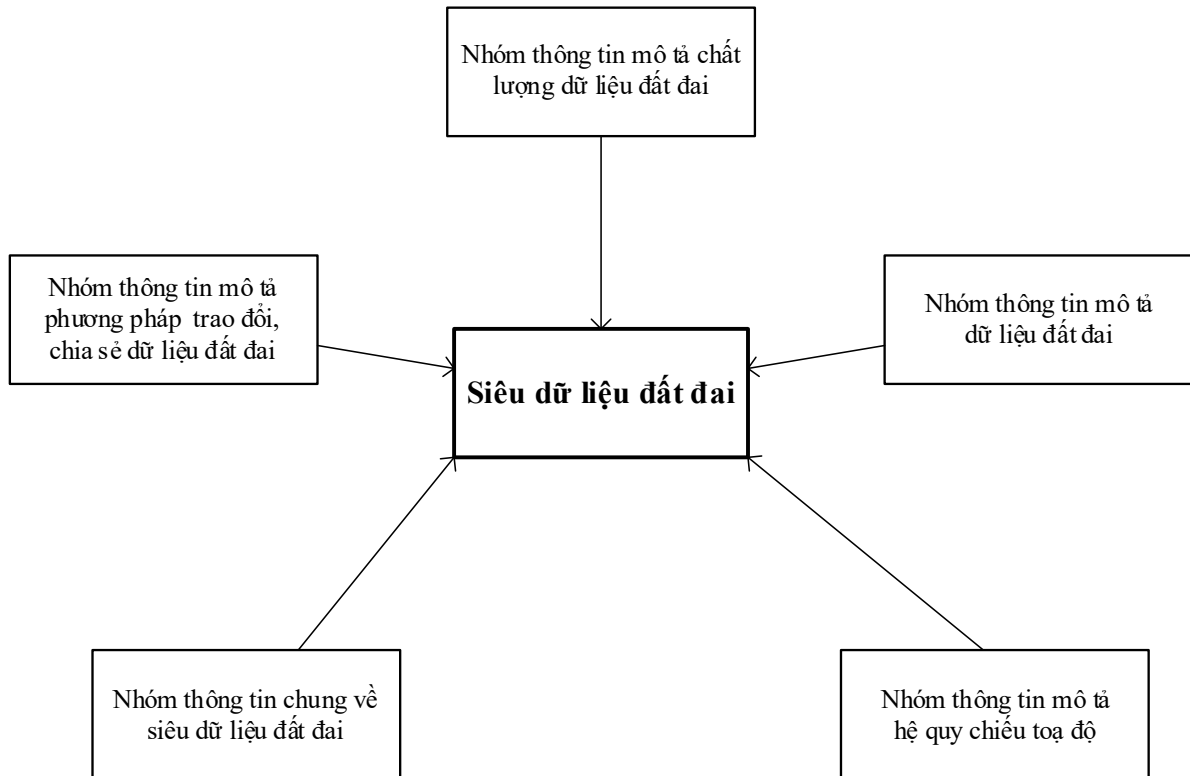 Nhóm thông tin mô tả chất
lượng dữ liệu đất đai
Nhóm thông tin mô tả
phương pháp trao đổi,
chia sẻ dữ liệu đất đai
Nhóm thông tin mô tả
dữ liệu đất đai
Siêu dữ liệu đất đai
Nhóm thông tin chung về
siêu dữ liệu đất đai
Nhóm thông tin mô tả
hệ quy chiếu toạ độ